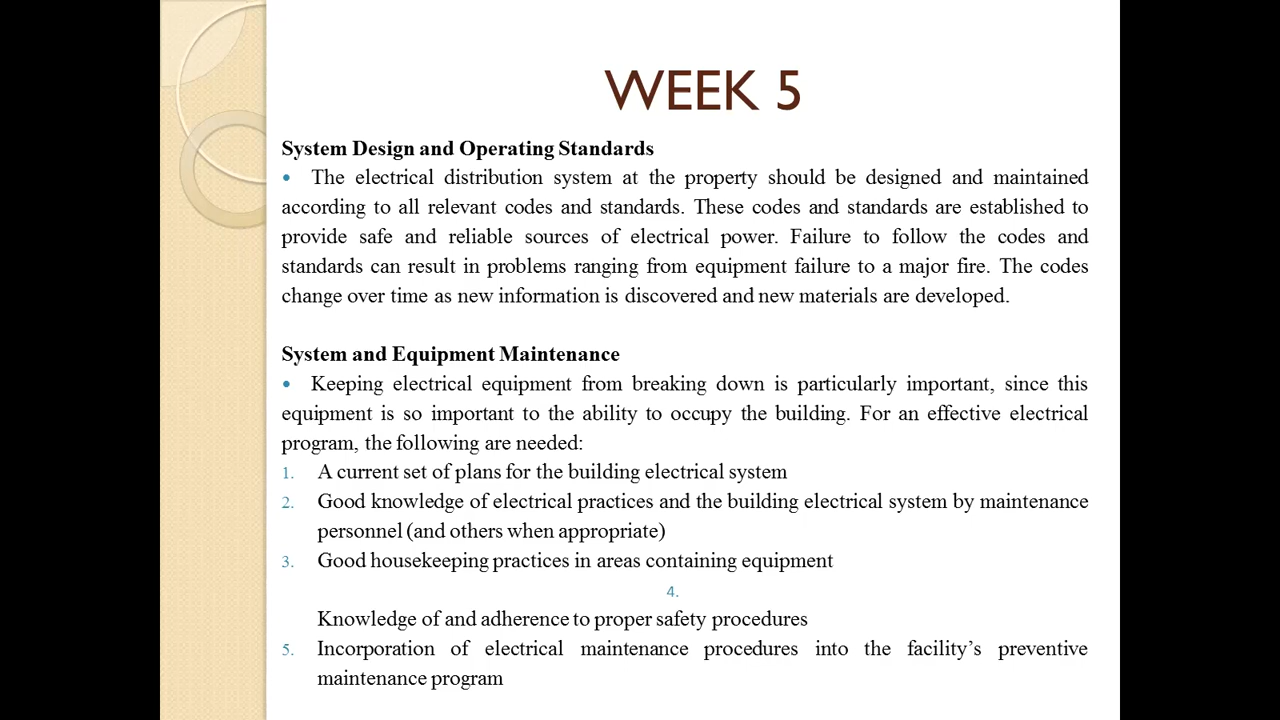 WEEK 5
System Design and Operating Standards
• The electrical distribution system at the property should be designed and maintained
according to all relevant codes and standards. These codes and standards are established to
provide safe and reliable sources of electrical power. Failure to follow the codes and
standards can result in problems ranging from equipment failure to a major fire. The codes
change over time as new information is discovered and new materials are developed.
System and Equipment Maintenance
• Keeping electrical equipment from breaking down is particularly important, since this
equipment is so important to the ability to occupy the building. For an effective electrical
program, the following are needed:
1. A current set of plans for the building electrical system
2. Good knowledge of electrical practices and the building electrical system by maintenance
personnel (and others when appropriate)
3. Good housekeeping practices in areas containing equipment
4.
Knowledge of and adherence to proper safety procedures
5. Incorporation of electrical maintenance procedures into the facility’s preventive
maintenance program